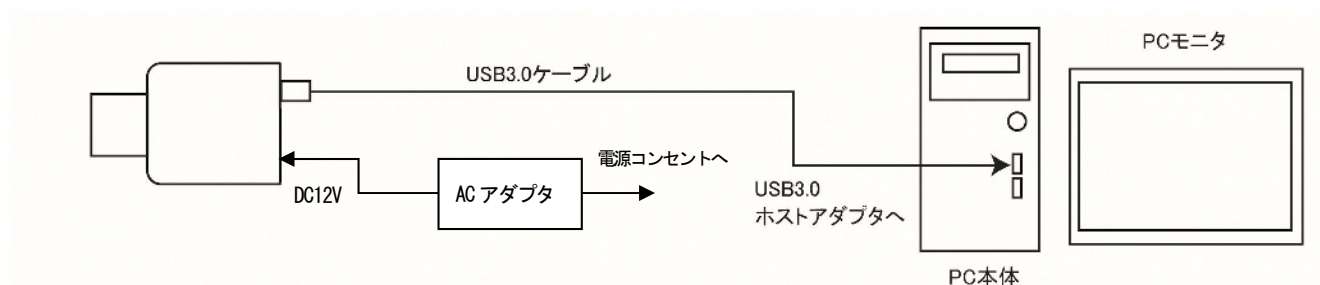 PCモニタ
USB3.0ケーブル
電源コンセントへ
DC12V
ACアダプタ
USB3.0
ホストアダプタへ
PC本体